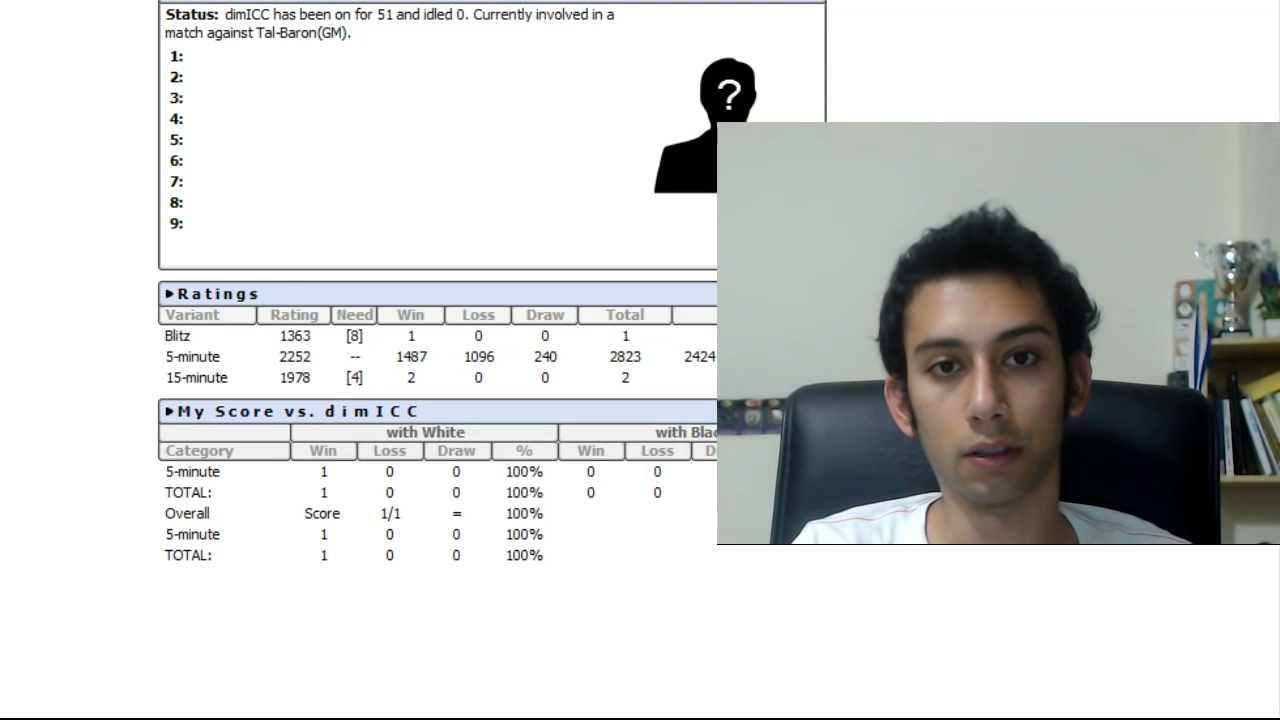 Status: dimICC has been on for 51 and idled 0. Currently involved in a
match against Tal-Baron(GM).
1:
2:
3:
4:
5:
6:
7:
8:
9:
?
Ratings
Variant Rating Need Win Loss Draw Total
Blitz 1363 [8] 1 0 0 1
5-minute 2252 -- 1487 1096 240 2823 2424
15-minute 1978 [4] 2 0 0 2
My Score vs. dimICC
with White with Blac
Category Win Loss Draw % Win Loss D
5-minute 1 0 0 100% 0 0
TOTAL: 1 0 0 100% 0 0
Overall Score 1/1 = 100%
5-minute 1 0 0 100%
TOTAL: 1 0 0 100%